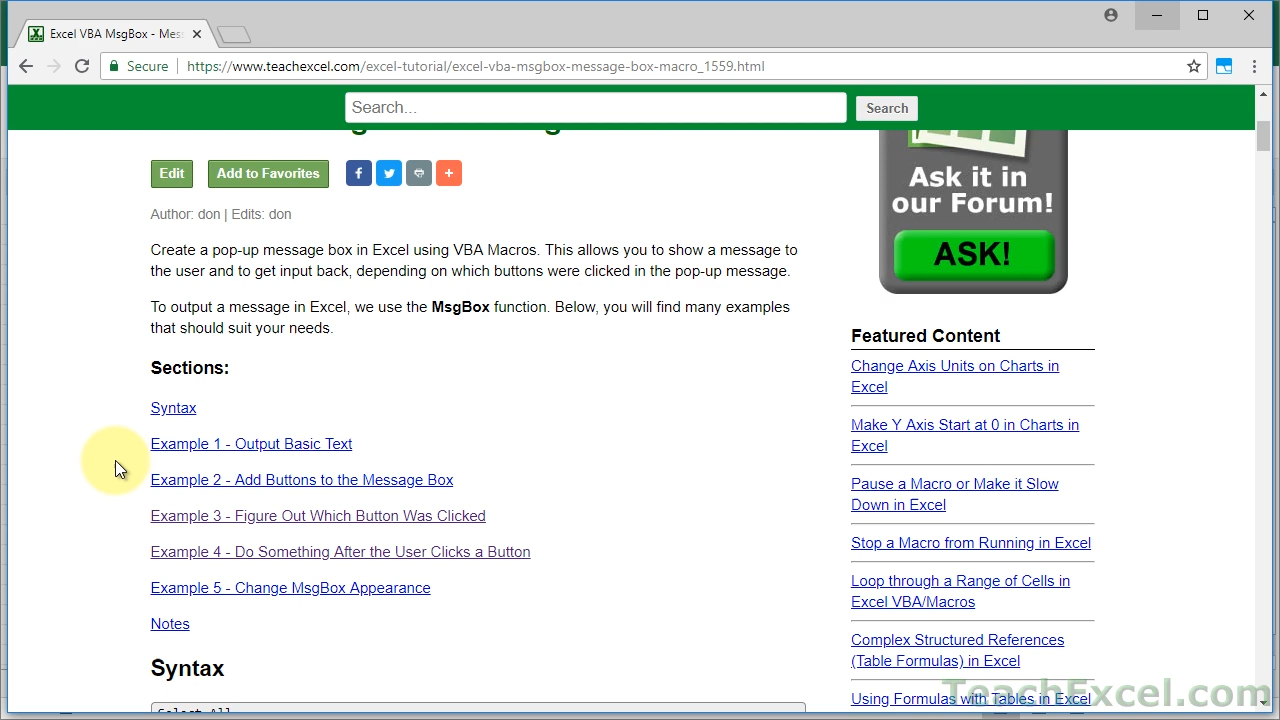 Excel VBA MsgBox - Mes
Secure
https://www.teachexcel.com/excel-tutorial/excel-vba-msgbox-message-box-macro_1559.html
Search...
Search
Edit
Add to Favorites
Author: don | Edits: don
Create a pop-up message box in Excel using VBA Macros. This allows you to show a message to
the user and to get input back, depending on which buttons were clicked in the pop-up message.
To output a message in Excel, we use the MsgBox function. Below, you will find many examples
that should suit your needs.
Sections:
Syntax
Example 1 - Output Basic Text
Example 2 - Add Buttons to the Message Box
Example 3 - Figure Out Which Button Was Clicked
Example 4 - Do Something After the User Clicks a Button
Example 5 - Change MsgBox Appearance
Notes
Syntax
Select All
Ask it in
our Forum!
ASK!
Featured Content
Change Axis Units on Charts in
Excel
Make Y Axis Start at 0 in Charts in
Excel
Pause a Macro or Make it Slow
Down in Excel
Stop a Macro from Running in Excel
Loop through a Range of Cells in
Excel VBA/Macros
Complex Structured References
(Table Formulas) in Excel
Using Formulas with Tables in Excel
TeachExcel.com